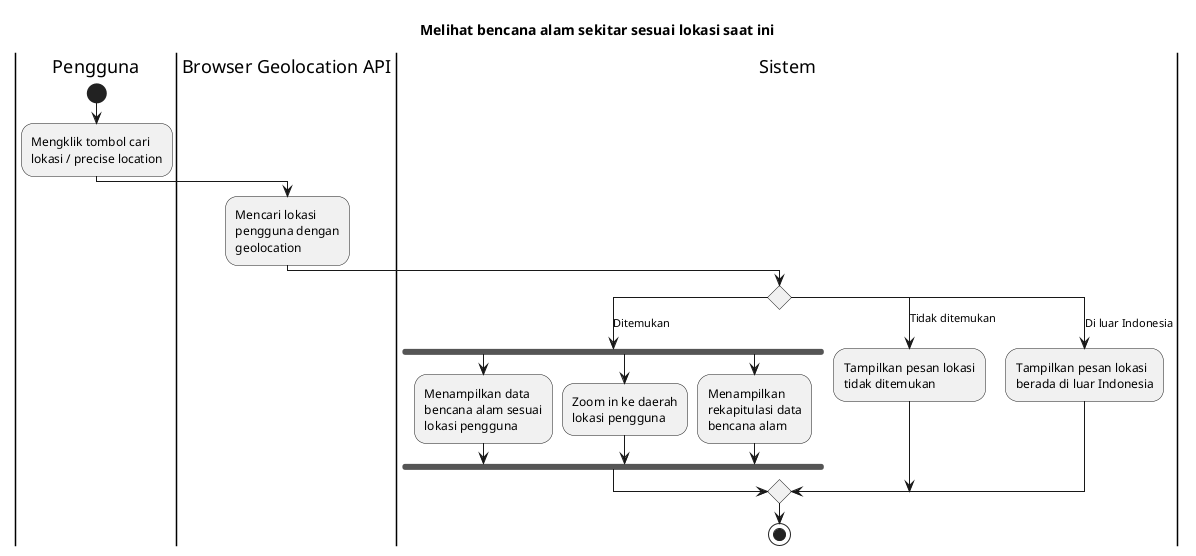 Melihat bencana alam sekitar sesuai lokasi saat ini
Pengguna
Browser Geolocation API
Sistem
Mengklik tombol cari
lokasi / precise location
Mencari lokasi
pengguna dengan
geolocation
Ditemukan
Tidak ditemukan
Di luar Indonesia
Menampilkan data
bencana alam sesuai
lokasi pengguna
Zoom in ke daerah
lokasi pengguna
Menampilkan
rekapitulasi data
bencana alam
Tampilkan pesan lokasi
tidak ditemukan
Tampilkan pesan lokasi
berada di luar Indonesia